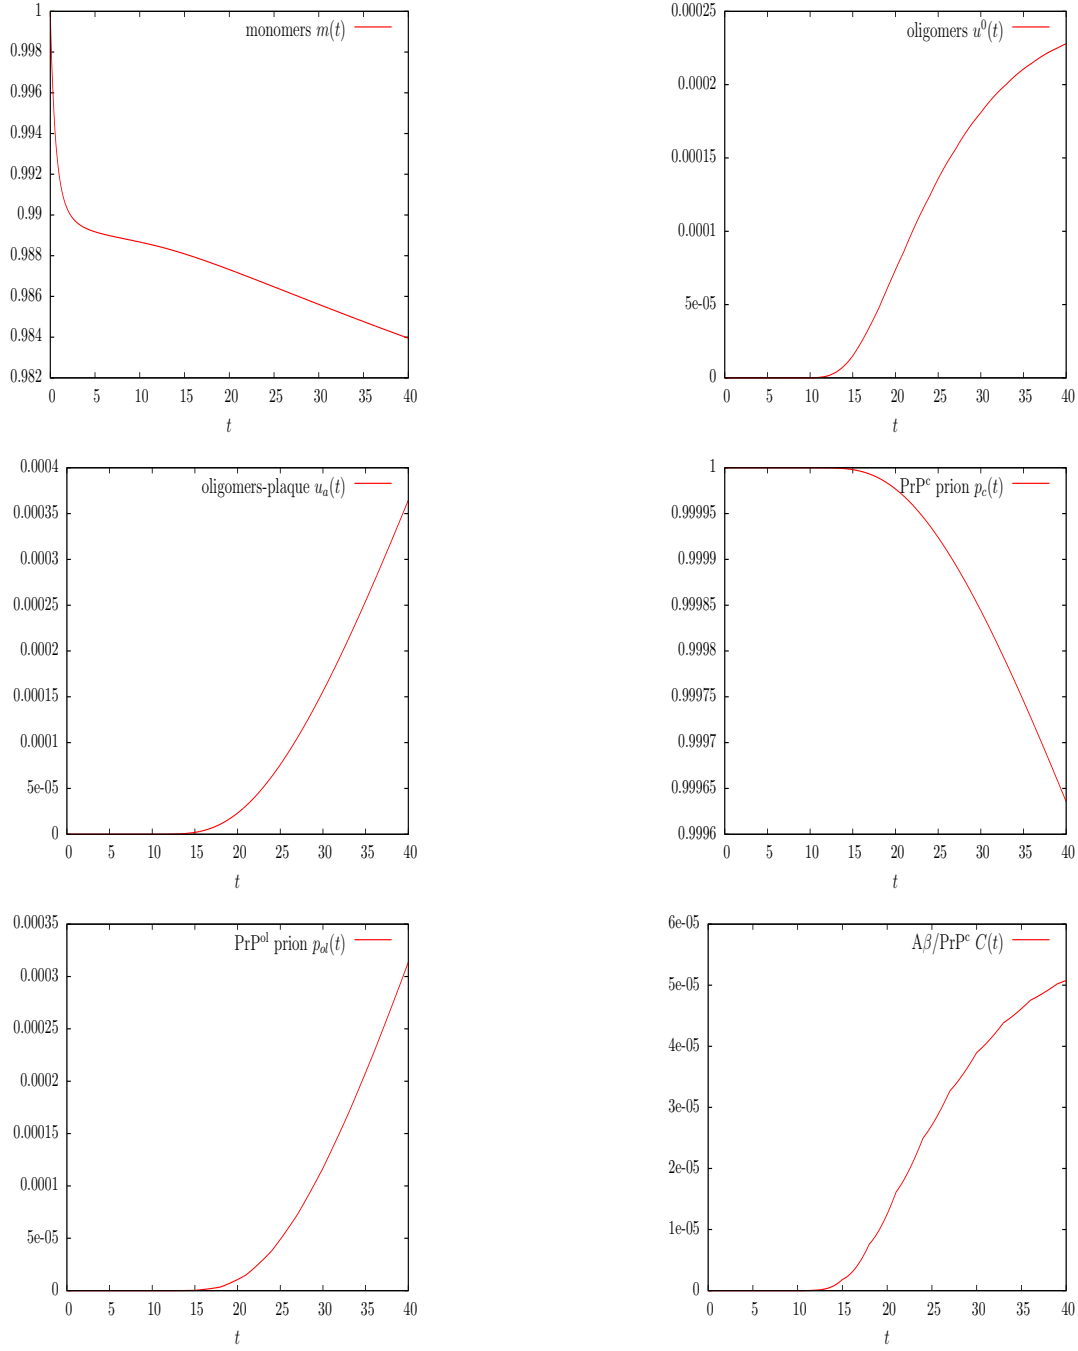 monomers m(t)
1
0.998
0.996
0.994
0.992
0.99
0.988
0.986
0.984
0.982
0 5 10 15 20 25 30 35 40
t
oligomers u⁰(t)
0.00025
0.0002
0.00015
0.0001
5e-05
0
0 5 10 15 20 25 30 35 40
t
oligomers-plaque uₐ(t)
0.0004
0.00035
0.0003
0.00025
0.0002
0.00015
0.0001
5e-05
0
0 5 10 15 20 25 30 35 40
t
PrPᶜ prion p_c(t)
1
0.99995
0.9999
0.99985
0.9998
0.99975
0.9997
0.99965
0.9996
0 5 10 15 20 25 30 35 40
t
PrPᵒˡ prion p_ol(t)
0.00035
0.0003
0.00025
0.0002
0.00015
0.0001
5e-05
0
0 5 10 15 20 25 30 35 40
t
Aβ/PrPᶜ C(t)
6e-05
5e-05
4e-05
3e-05
2e-05
1e-05
0
0 5 10 15 20 25 30 35 40
t